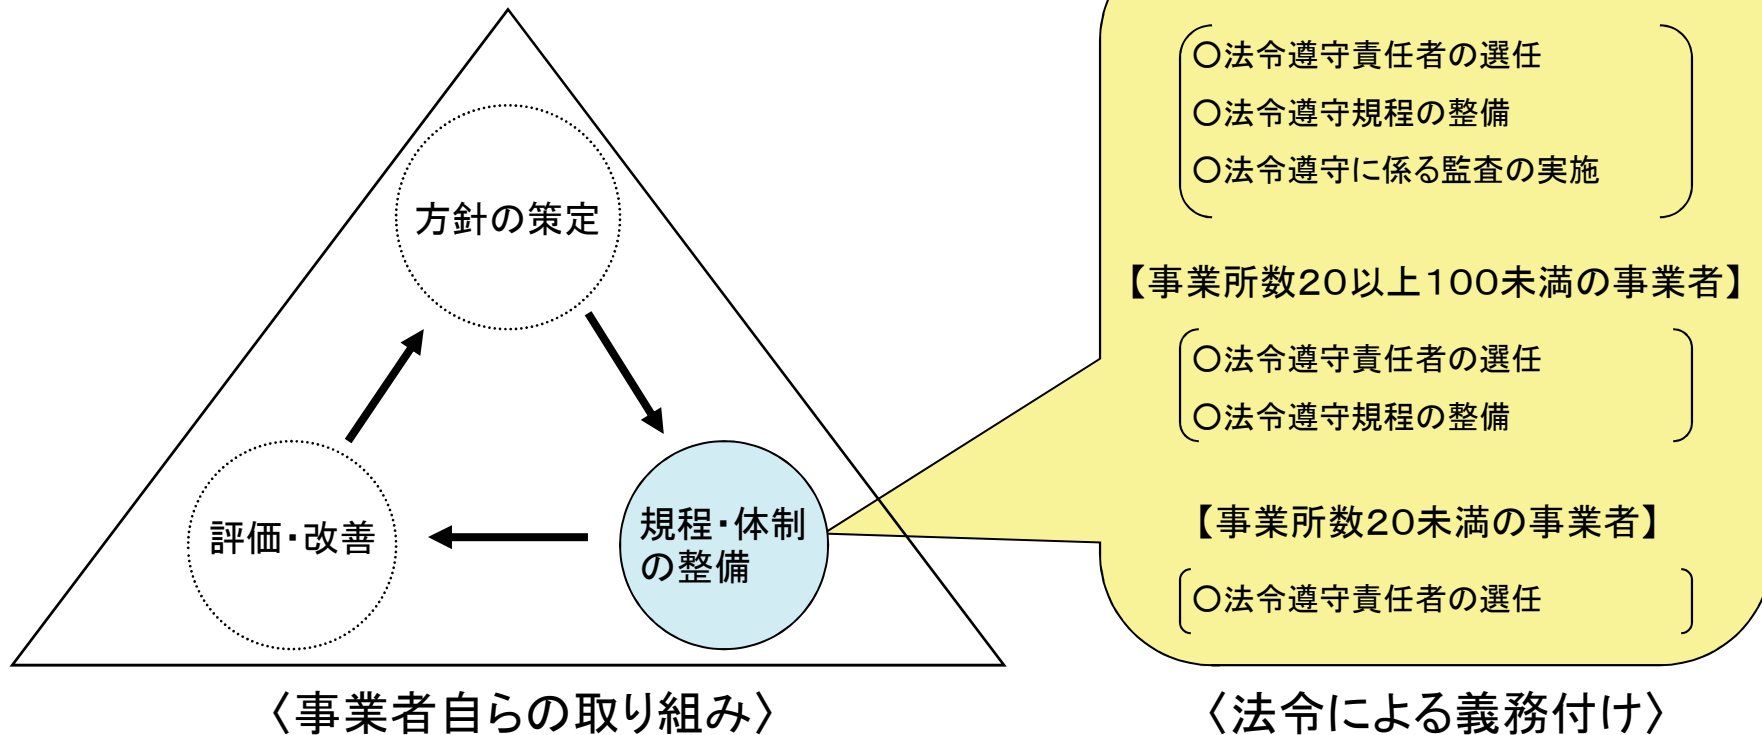 方針の策定
規程・体制
の整備
評価・改善
〈事業者自らの取り組み〉
○法令遵守責任者の選任
○法令遵守規程の整備
○法令遵守に係る監査の実施
【事業所数20以上100未満の事業者】
○法令遵守責任者の選任
○法令遵守規程の整備
【事業所数20未満の事業者】
○法令遵守責任者の選任
〈法令による義務付け〉